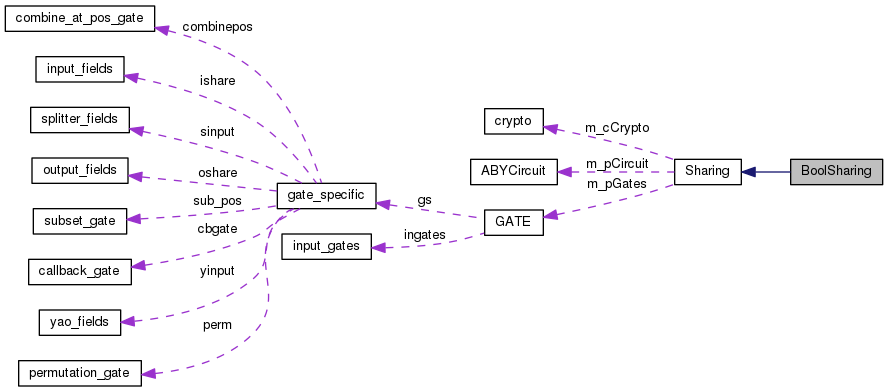 combine_at_pos_gate
combinepos
input_fields
ishare
splitter_fields
sinput
crypto
m_cCrypto
output_fields
oshare
ABYCircuit
m_pCircuit
Sharing
BoolSharing
m_pGates
gate_specific
sub_pos
gs
subset_gate
GATE
cbgate
ingates
input_gates
callback_gate
yinput
yao_fields
perm
permutation_gate